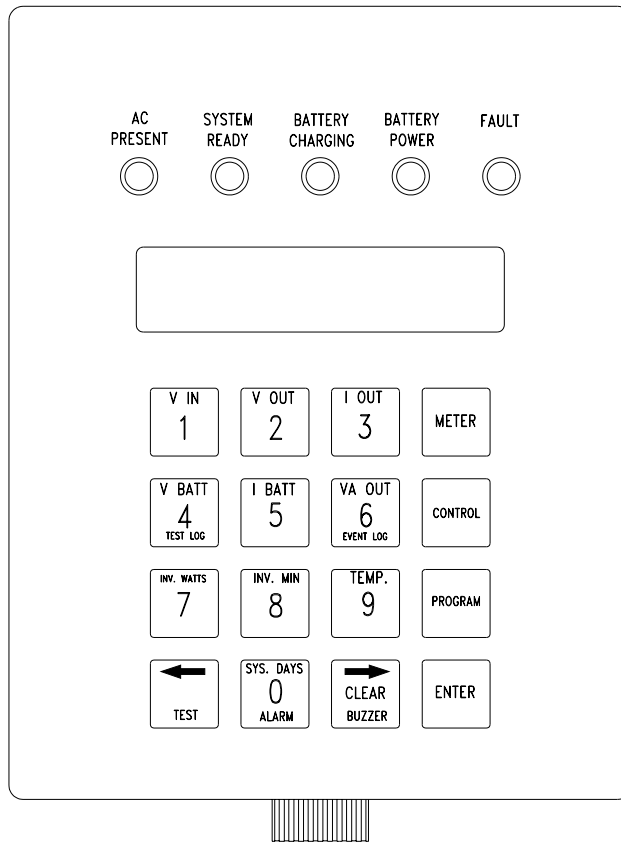 AC PRESENT
SYSTEM READY
BATTERY CHARGING
BATTERY POWER
FAULT
V IN
1
V OUT
2
I OUT
3
METER
V BATT
4
TEST LOG
I BATT
5
VA OUT
6
EVENT LOG
CONTROL
INV. WATTS
7
INV. MIN
8
TEMP.
9
PROGRAM
TEST
SYS. DAYS
0
ALARM
CLEAR
BUZZER
ENTER